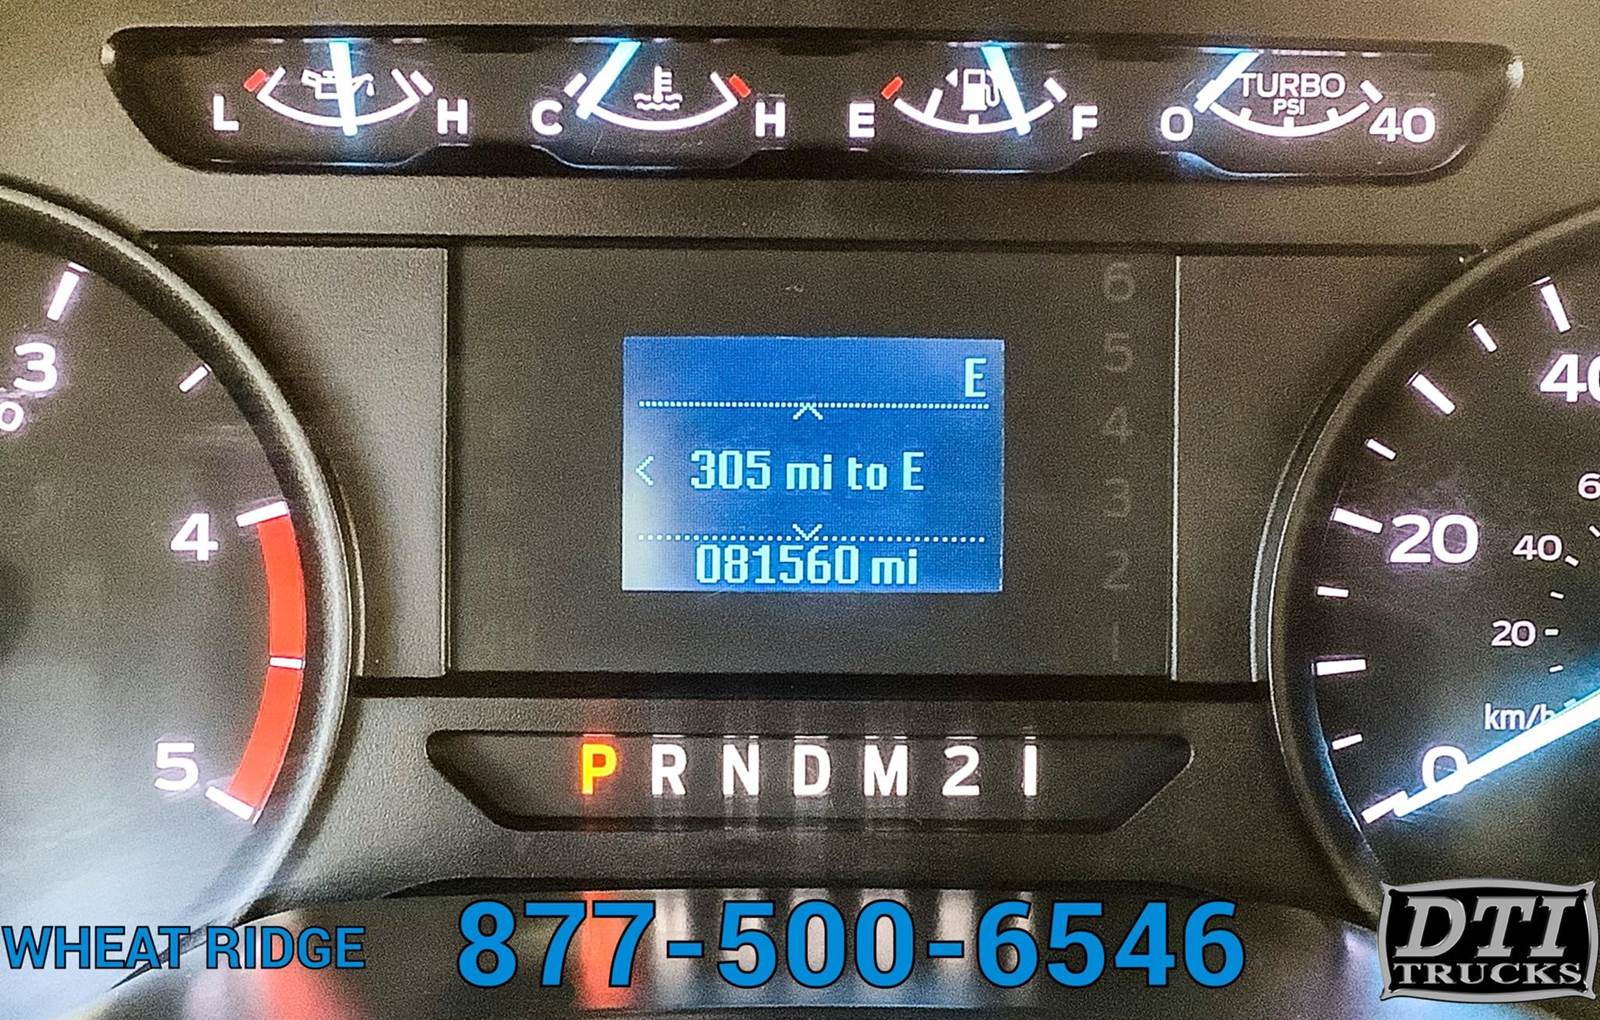 L H C H E F 0 TURBO PSI 40
3
4
5
E
305 mi to E
081560 mi
6
5
4
3
2
1
40
20
0
40
20
km/h
P R N D M 2 1
WHEAT RIDGE
877-500-6546
DTI
TRUCKS